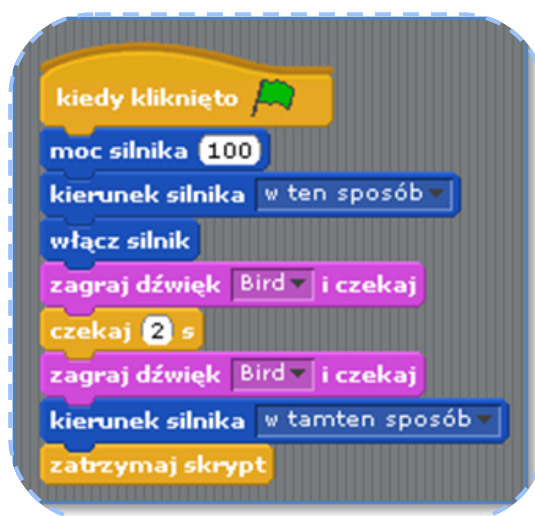 kiedy kliknięto
moc silnika 100
kierunek silnika w ten sposób
włącz silnik
zagraj dźwięk Bird i czekaj
czekaj 2 s
zagraj dźwięk Bird i czekaj
kierunek silnika w tamten sposób
zatrzymaj skrypt